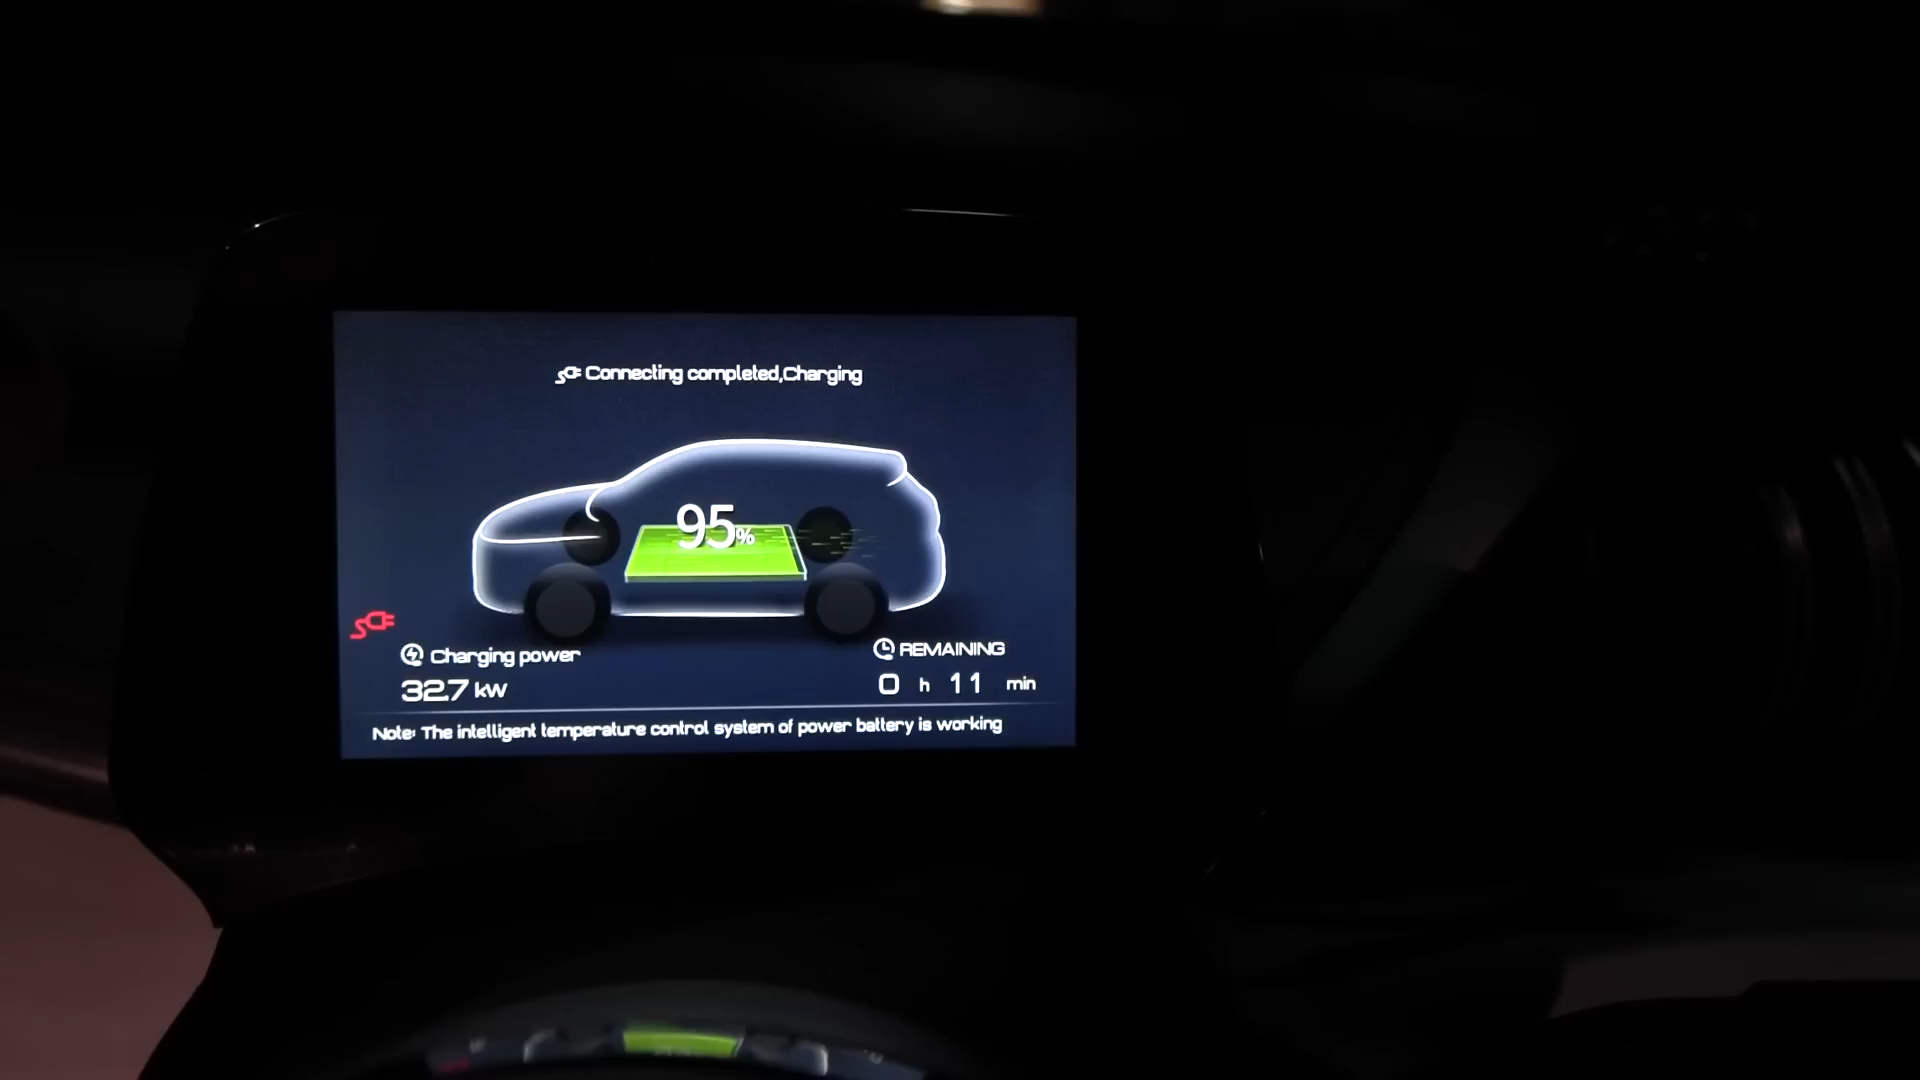 Connecting completed,Charging
95%
Charging power
32.7 kW
REMAINING
0 h 11 min
Note: The intelligent temperature control system of power battery is working